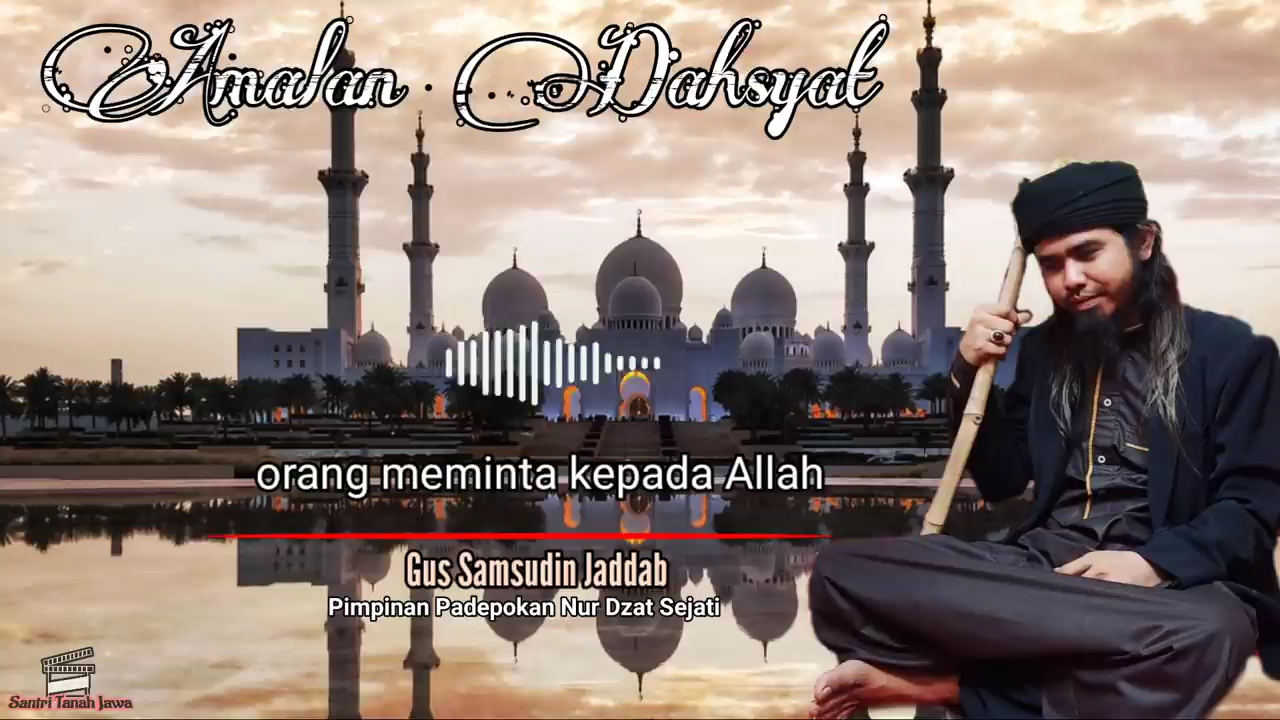 Amalan Dahsyat
orang meminta kepada Allah
Gus Samsudin Jaddab
Pimpinan Padepokan Nur Dzat Sejati
Santri Tanah Jawa